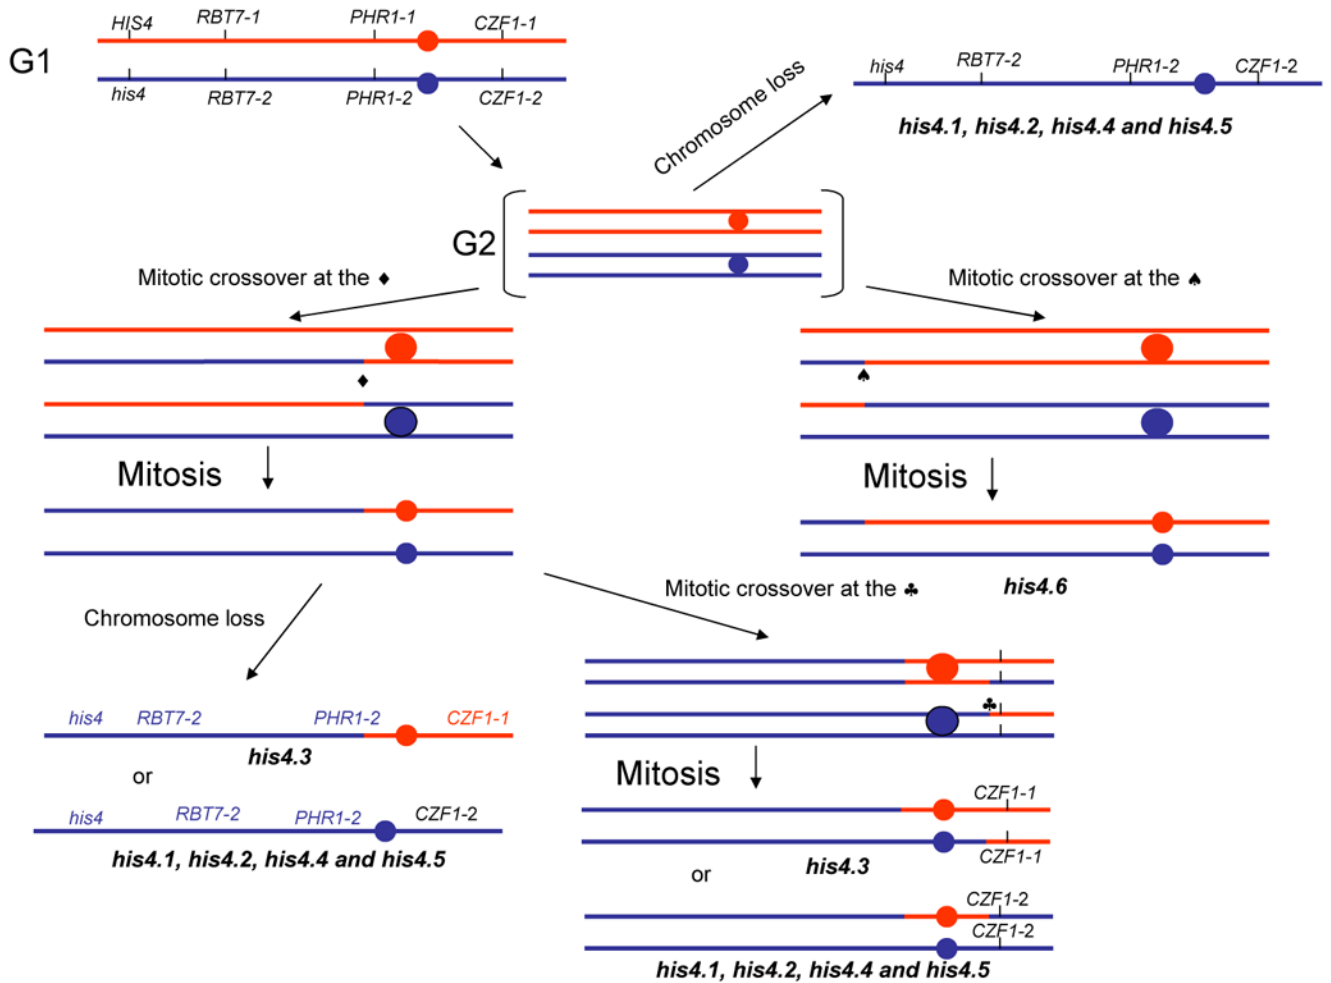 G1
HIS4 RBT7-1 PHR1-1 CZF1-1
his4 RBT7-2 PHR1-2 CZF1-2
Chromosome loss
his4 RBT7-2 PHR1-2 CZF1-2
his4.1, his4.2, his4.4 and his4.5
G2
Mitotic crossover at the ♦
Mitotic crossover at the ♠
♦
♠
Mitosis
Mitosis
his4.6
Chromosome loss
Mitotic crossover at the ♣
his4 RBT7-2 PHR1-2 CZF1-1
his4.3
or
his4 RBT7-2 PHR1-2 CZF1-2
his4.1, his4.2, his4.4 and his4.5
♣
Mitosis
CZF1-1
CZF1-1
his4.3
or
CZF1-2
CZF1-2
his4.1, his4.2, his4.4 and his4.5